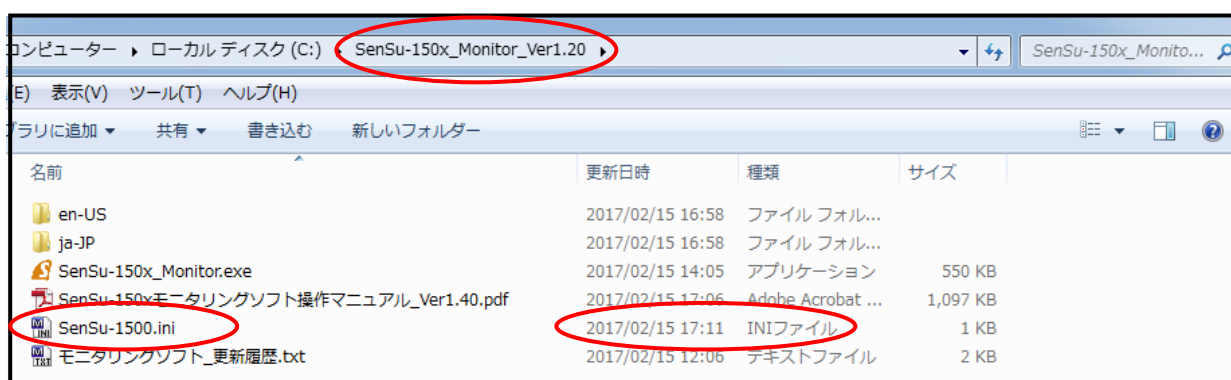 コンピューター ▸ ローカル ディスク (C:) ▸ SenSu-150x_Monitor_Ver1.20 ▸ SenSu-150x_Monito...
(E) 表示(V) ツール(T) ヘルプ(H)
ブラリに追加 ▼ 共有 ▼ 書き込む 新しいフォルダー
名前 更新日時 種類 サイズ
en-US 2017/02/15 16:58 ファイル フォル...
ja-JP 2017/02/15 16:58 ファイル フォル...
SenSu-150x_Monitor.exe 2017/02/15 14:05 アプリケーション 550 KB
SenSu-150xモニタリングソフト操作マニュアル_Ver1.40.pdf 2017/02/15 17:06 Adobe Acrobat ... 1,097 KB
SenSu-1500.ini 2017/02/15 17:11 INIファイル 1 KB
モニタリングソフト_更新履歴.txt 2017/02/15 12:06 テキストファイル 2 KB